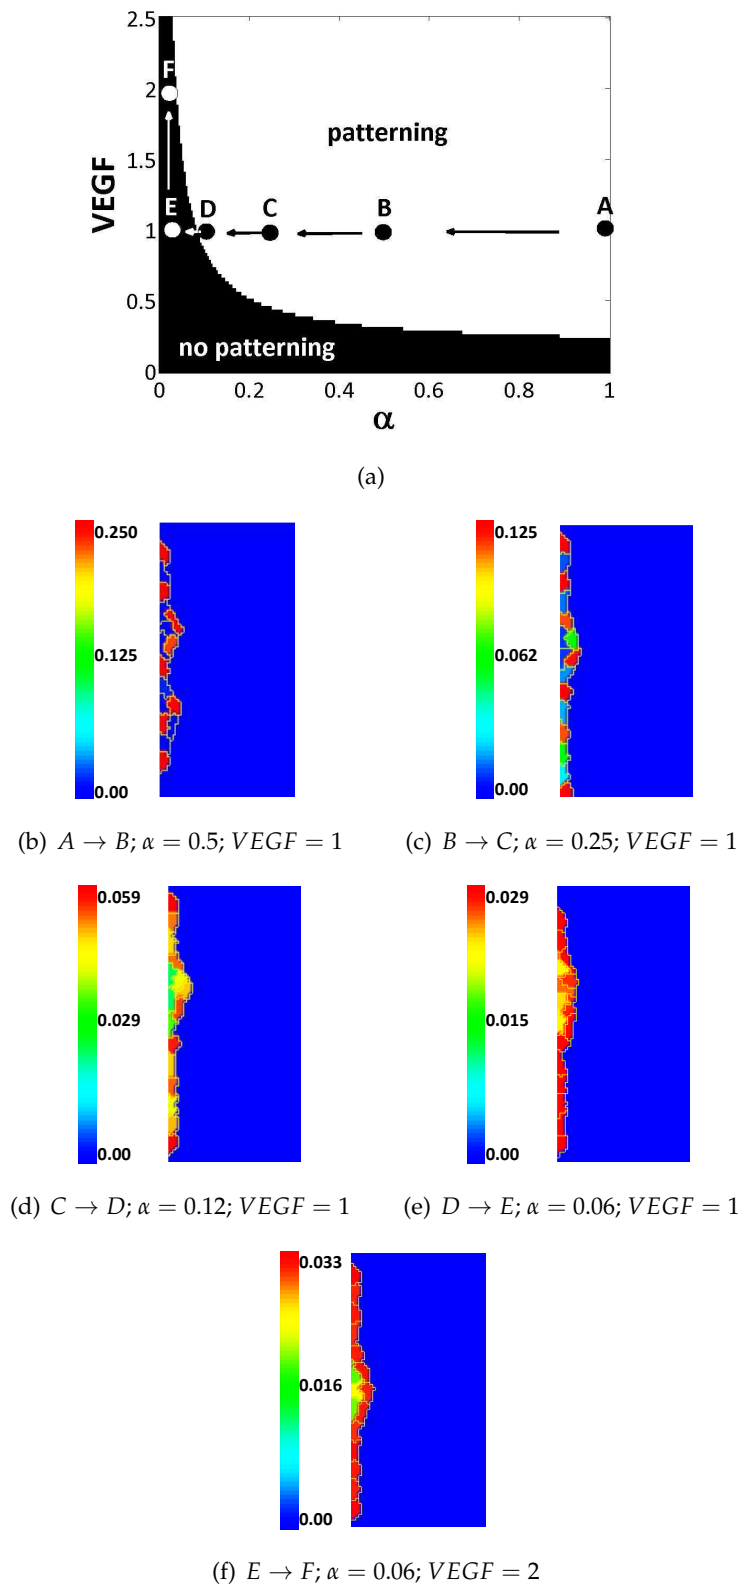 2.5
F
2
VEGF
patterning
1.5
E D C B A
1
0.5
no patterning
0
0 0.2 0.4 0.6 0.8 1
α
(a)
0.250
0.125
0.00
0.125
0.062
0.00
(b) A → B; α = 0.5; VEGF = 1
(c) B → C; α = 0.25; VEGF = 1
0.059
0.029
0.00
0.029
0.015
0.00
(d) C → D; α = 0.12; VEGF = 1
(e) D → E; α = 0.06; VEGF = 1
0.033
0.016
0.00
(f) E → F; α = 0.06; VEGF = 2